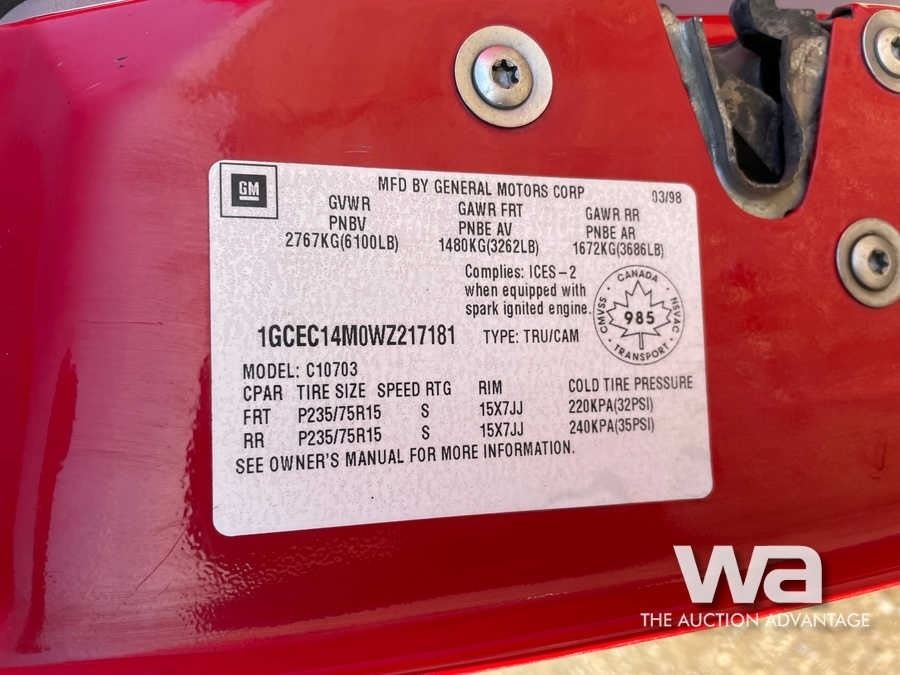 GM
MFD BY GENERAL MOTORS CORP 03/98
GVWR GAWR FRT GAWR RR
PNBV PNBE AV PNBE AR
2767KG(6100LB) 1480KG(3262LB) 1672KG(3686LB)
Complies: ICES-2
when equipped with
spark ignited engine.
CANADA
CMVSS 985 NSVAC
TRANSPORT
1GCEC14M0WZ217181 TYPE: TRU/CAM
MODEL: C10703
CPAR TIRE SIZE SPEED RTG RIM COLD TIRE PRESSURE
FRT P235/75R15 S 15X7JJ 220KPA(32PSI)
RR P235/75R15 S 15X7JJ 240KPA(35PSI)
SEE OWNER'S MANUAL FOR MORE INFORMATION.
wa
THE AUCTION ADVANTAGE